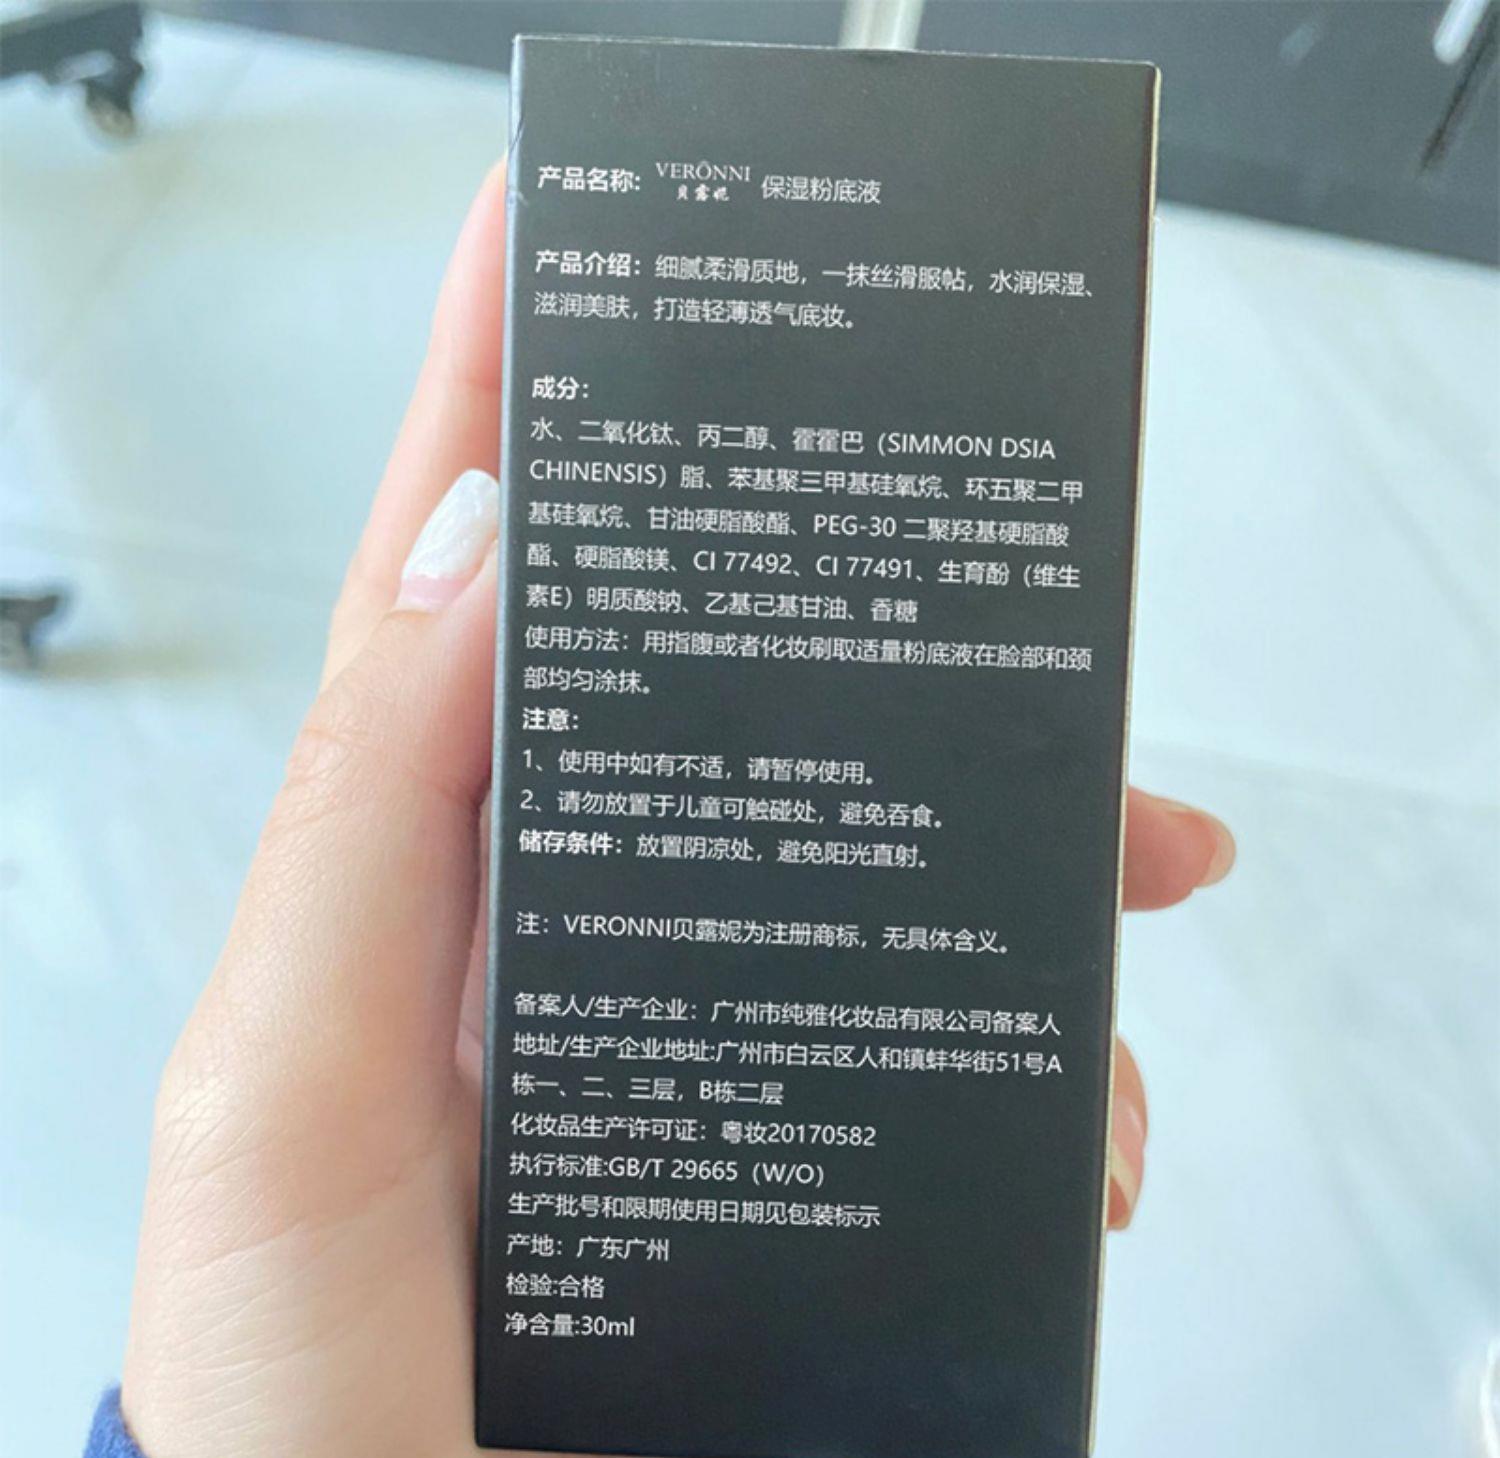 产品名称: VERÔNNI 保湿粉底液
贝露妮
产品介绍：细腻柔滑质地，一抹丝滑服帖，水润保湿、
滋润美肤，打造轻薄透气底妆。
成分：
水、二氧化钛、丙二醇、霍霍巴（SIMMON DSIA
CHINENSIS）脂、苯基聚三甲基硅氧烷、环五聚二甲
基硅氧烷、甘油硬脂酸酯、PEG-30 二聚羟基硬脂酸
酯、硬脂酸镁、CI 77492、CI 77491、生育酚（维生
素E）明质酸钠、乙基己基甘油、香糖
使用方法：用指腹或者化妆刷取适量粉底液在脸部和颈
部均匀涂抹。
注意：
1、使用中如有不适，请暂停使用。
2、请勿放置于儿童可触碰处，避免吞食。
储存条件：放置阴凉处，避免阳光直射。
注：VERONNI贝露妮为注册商标，无具体含义。
备案人/生产企业：广州市纯雅化妆品有限公司备案人
地址/生产企业地址:广州市白云区人和镇蚌华街51号A
栋一、二、三层，B栋二层
化妆品生产许可证：粤妆20170582
执行标准:GB/T 29665（W/O）
生产批号和限期使用日期见包装标示
产地：广东广州
检验:合格
净含量:30ml